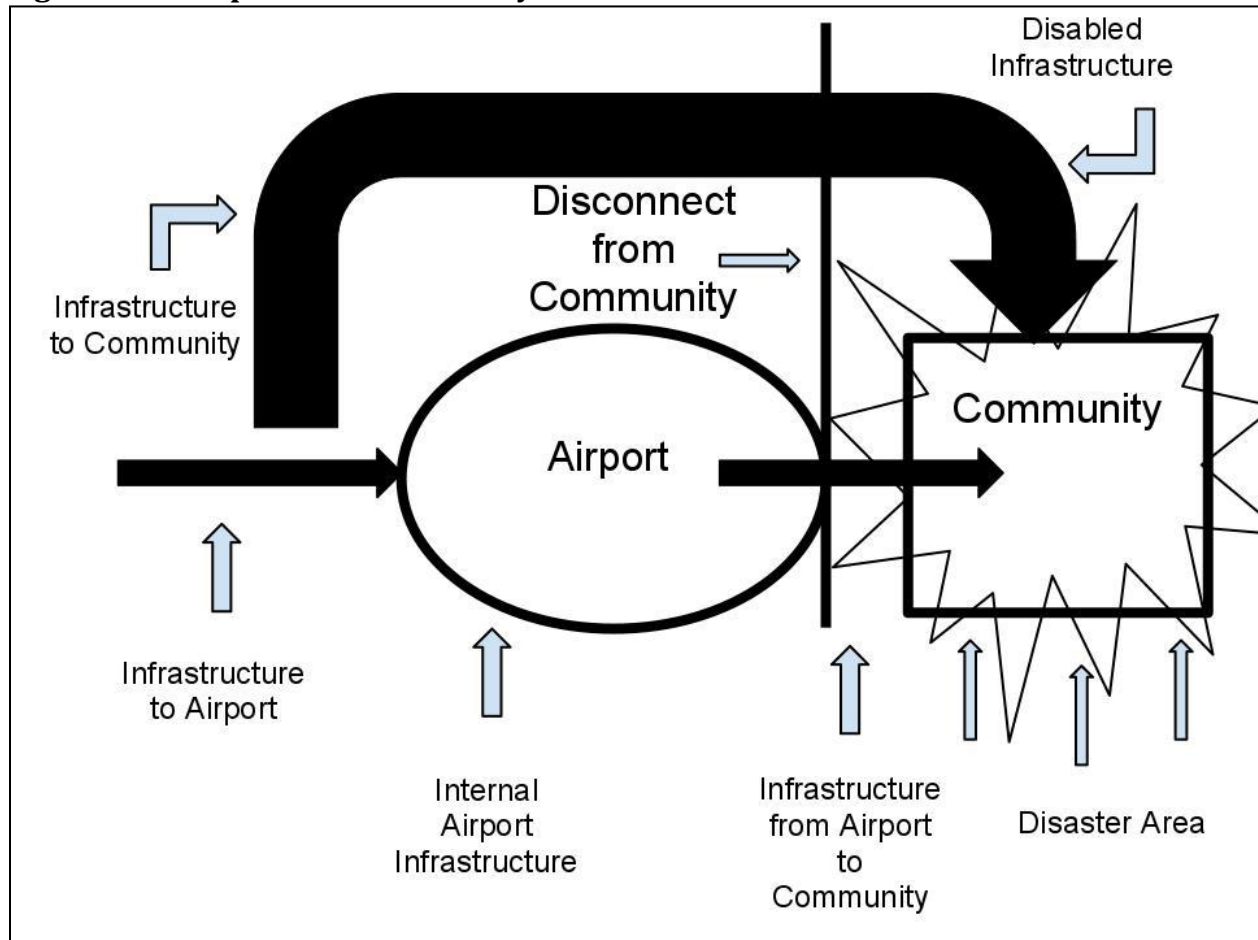 Disabled
Infrastructure
Disconnect
from
Community
Infrastructure
to Community
Community
Airport
Infrastructure
to Airport
Internal
Airport
Infrastructure
Infrastructure
from Airport
to
Community
Disaster Area